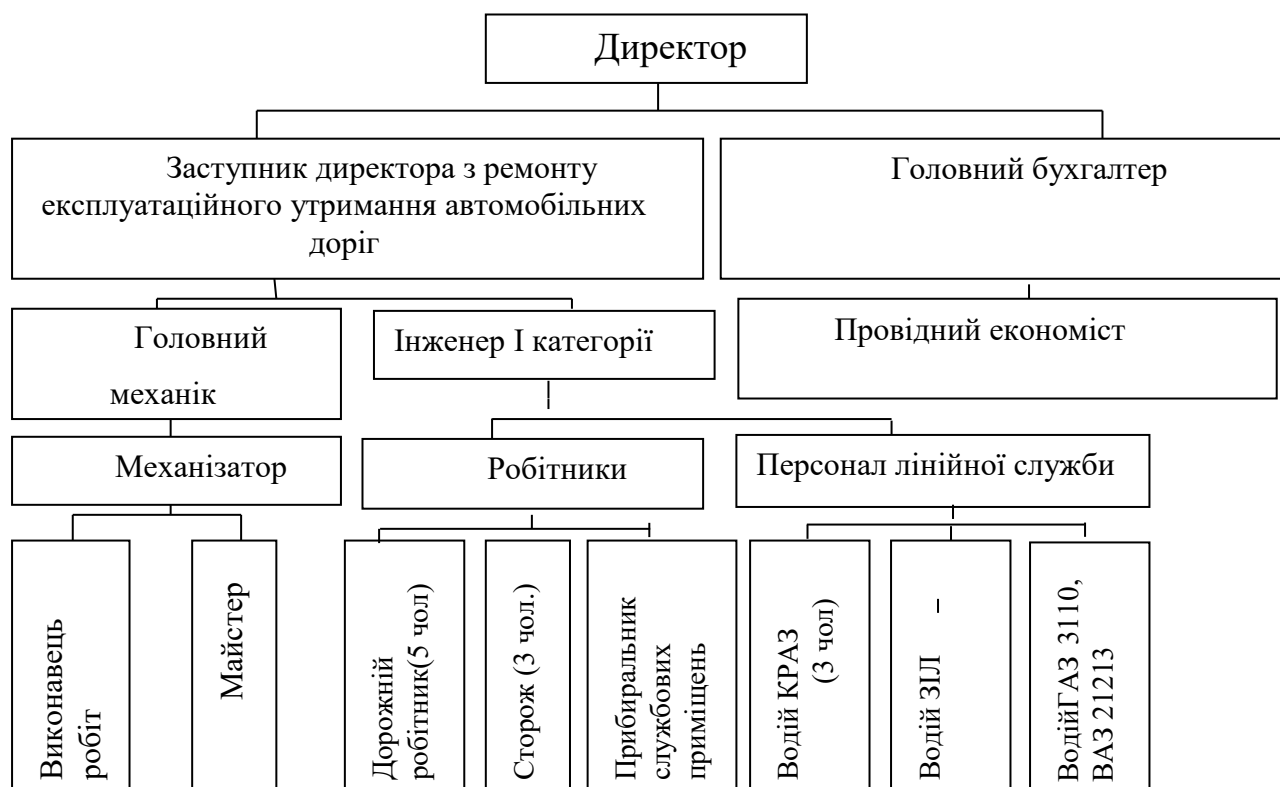 Директор
Заступник директора з ремонту
експлуатаційного утримання автомобільних
доріг
Головний бухгалтер
Головний
механік
Інженер І категорії
Провідний економіст
Механізатор
Робітники
Персонал лінійної служби
Виконавець
робіт
Майстер
Дорожній
робітник(5 чол)
Сторож (3 чол.)
Прибиральник
службових
приміщень
Водій КРАЗ
(3 чол)
Водій ЗІЛ –
ВодійГАЗ 3110,
ВАЗ 21213